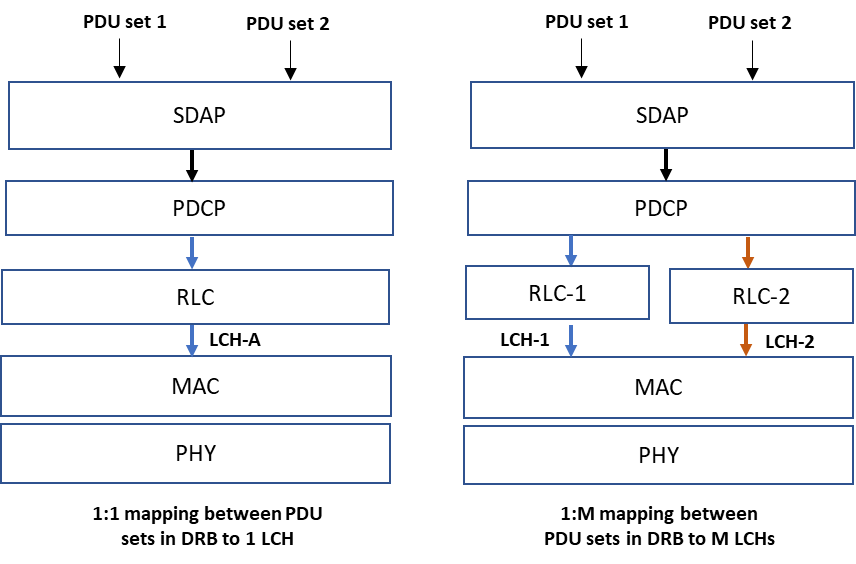 PDU set 1
PDU set 2
SDAP
PDCP
RLC
LCH-A
MAC
PHY
1:1 mapping between PDU
sets in DRB to 1 LCH
PDU set 1
PDU set 2
SDAP
PDCP
RLC-1
RLC-2
LCH-1
LCH-2
MAC
PHY
1:M mapping between
PDU sets in DRB to M LCHs